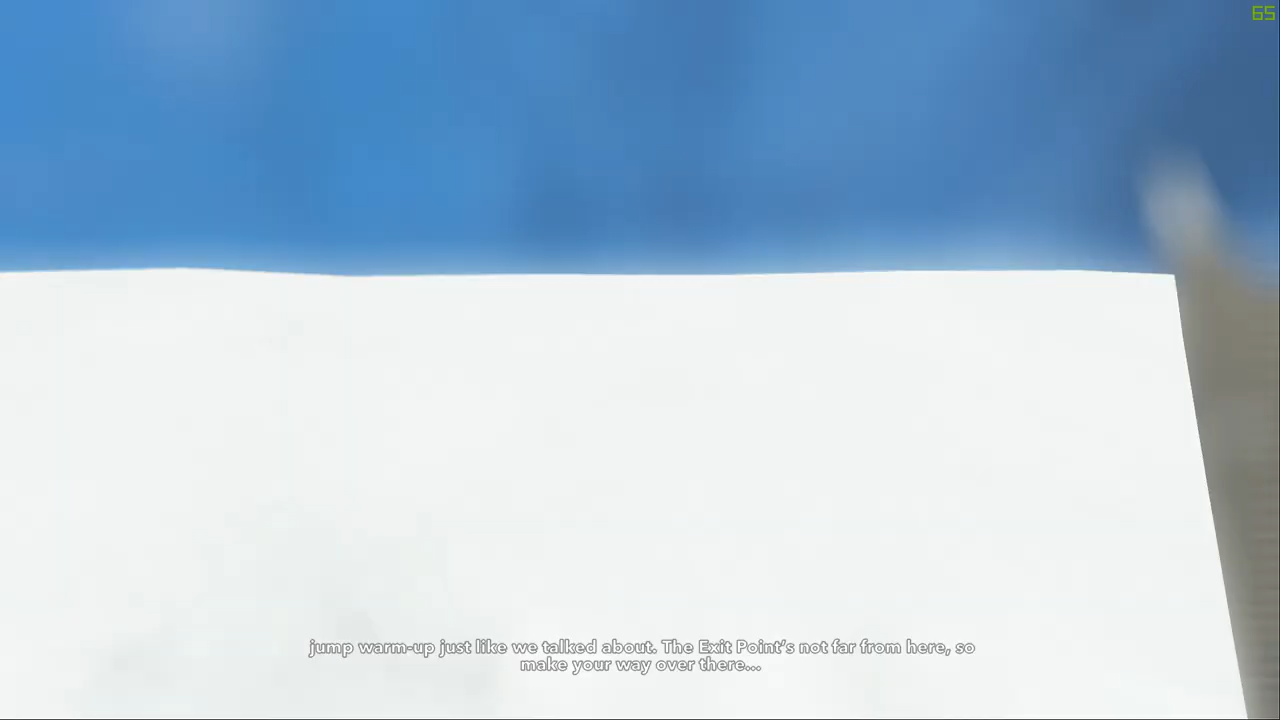 65
jump warm-up just like we talked about. The Exit Point's not far from here, so
make your way over there...